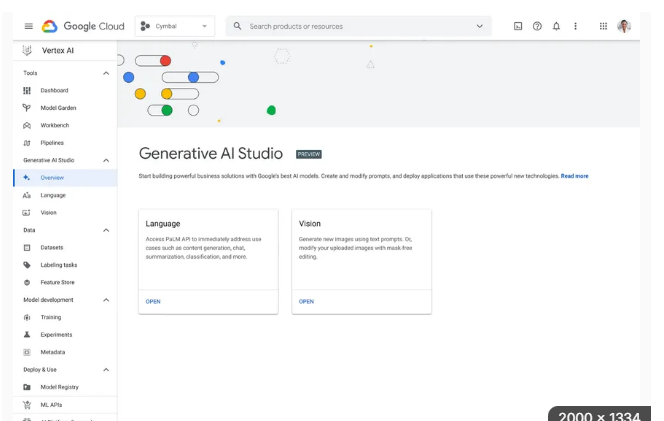 Google Cloud
Cymbal
Search products or resources
Vertex AI
Tools
Dashboard
Model Garden
Workbench
Pipelines
Generative AI Studio
Overview
Language
Vision
Data
Datasets
Labeling tasks
Feature Store
Model development
Training
Experiments
Metadata
Deploy & Use
Model Registry
ML APIs
Generative AI Studio PREVIEW
Start building powerful business solutions with Google's best AI models. Create and modify prompts, and deploy applications that use these powerful new technologies. Read more
Language
Access PaLM API to immediately address use
cases such as content generation, chat,
summarization, classification, and more.
OPEN
Vision
Generate new images using text prompts. Or,
modify your uploaded images with mask-free
editing.
OPEN
2000 × 1334